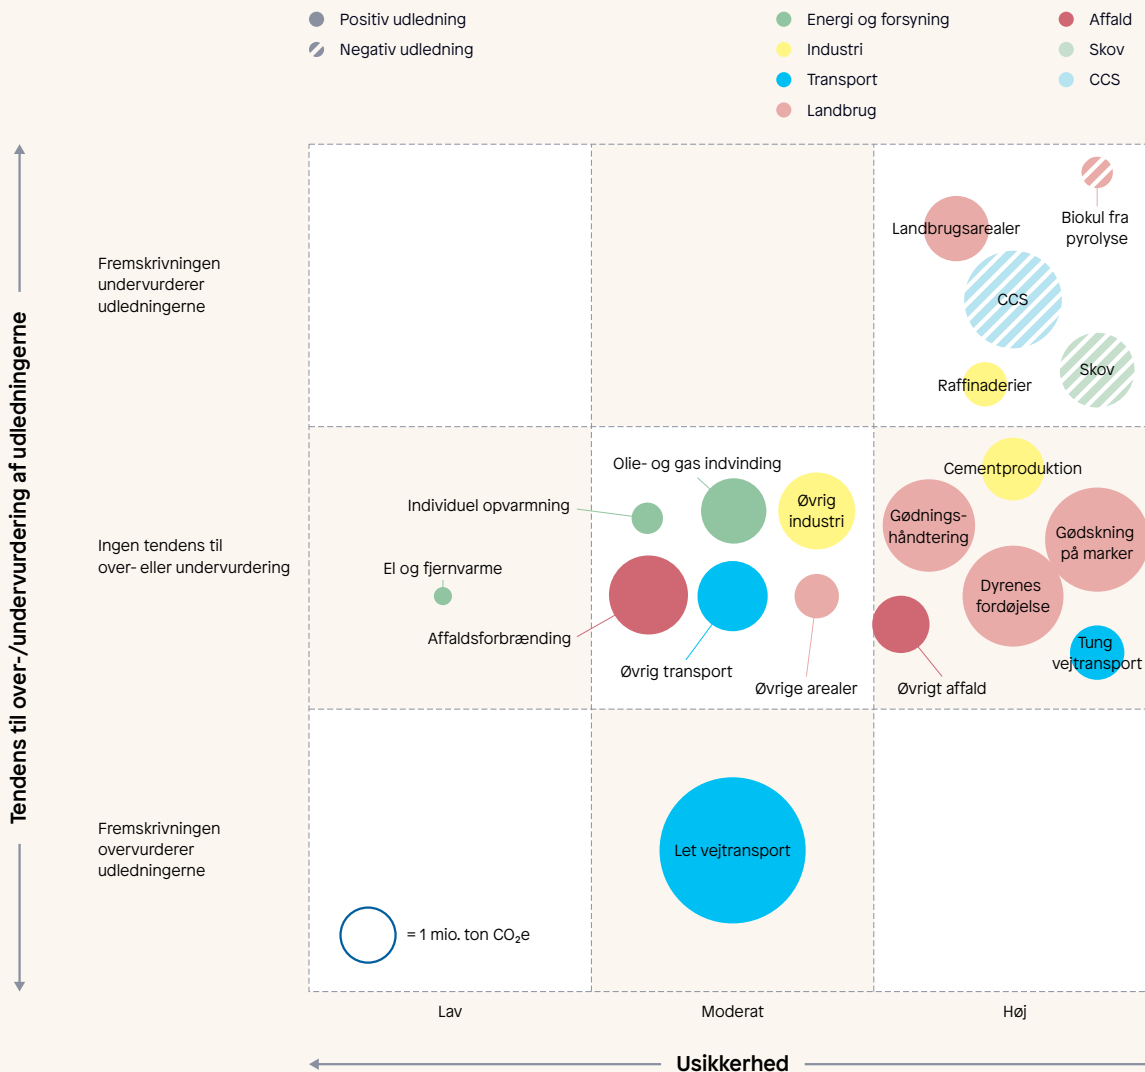 Positiv udledning
Negativ udledning
Energi og forsyning
Industri
Transport
Landbrug
Affald
Skov
CCS
Tendens til over-/undervurdering af udledningerne
Fremskrivningen
undervurderer
udledningerne
Landbrugsarealer
Biokul fra
pyrolyse
CCS
Raffinaderier
Skov
Ingen tendens til
over- eller undervurdering
Individuel opvarmning
El og fjernvarme
Affaldsforbrænding
Olie- og gas indvinding
Øvrig
industri
Øvrig transport
Øvrige arealer
Cementproduktion
Gødnings-
håndtering
Gødskning
på marker
Dyrenes
fordøjelse
Tung
vejtransport
Øvrigt affald
Fremskrivningen
overvurderer
udledningerne
Let vejtransport
= 1 mio. ton CO₂e
Lav
Moderat
Høj
Usikkerhed